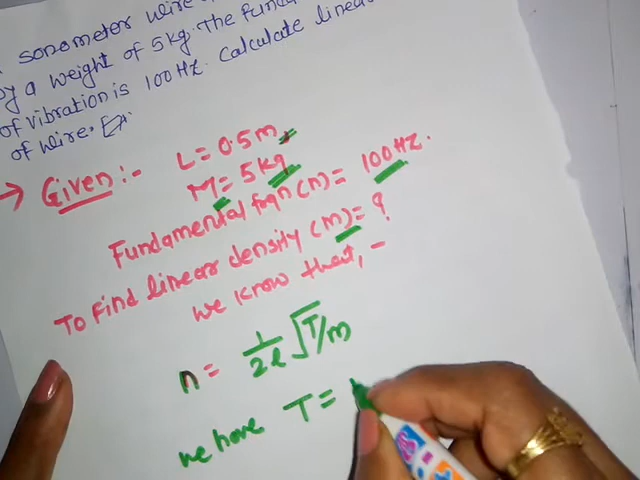 sonometer wire
by a weight of 5kg. The fund
of vibration is 100 Hz. Calculate linear
of wire. [A
→ Given :- L = 0.5m,
M = 5kg
Fundamental fqn (n) = 100HZ.
To Find linear density (m) = ?
we know that, -
n = 1/2l √T/m
we have T =